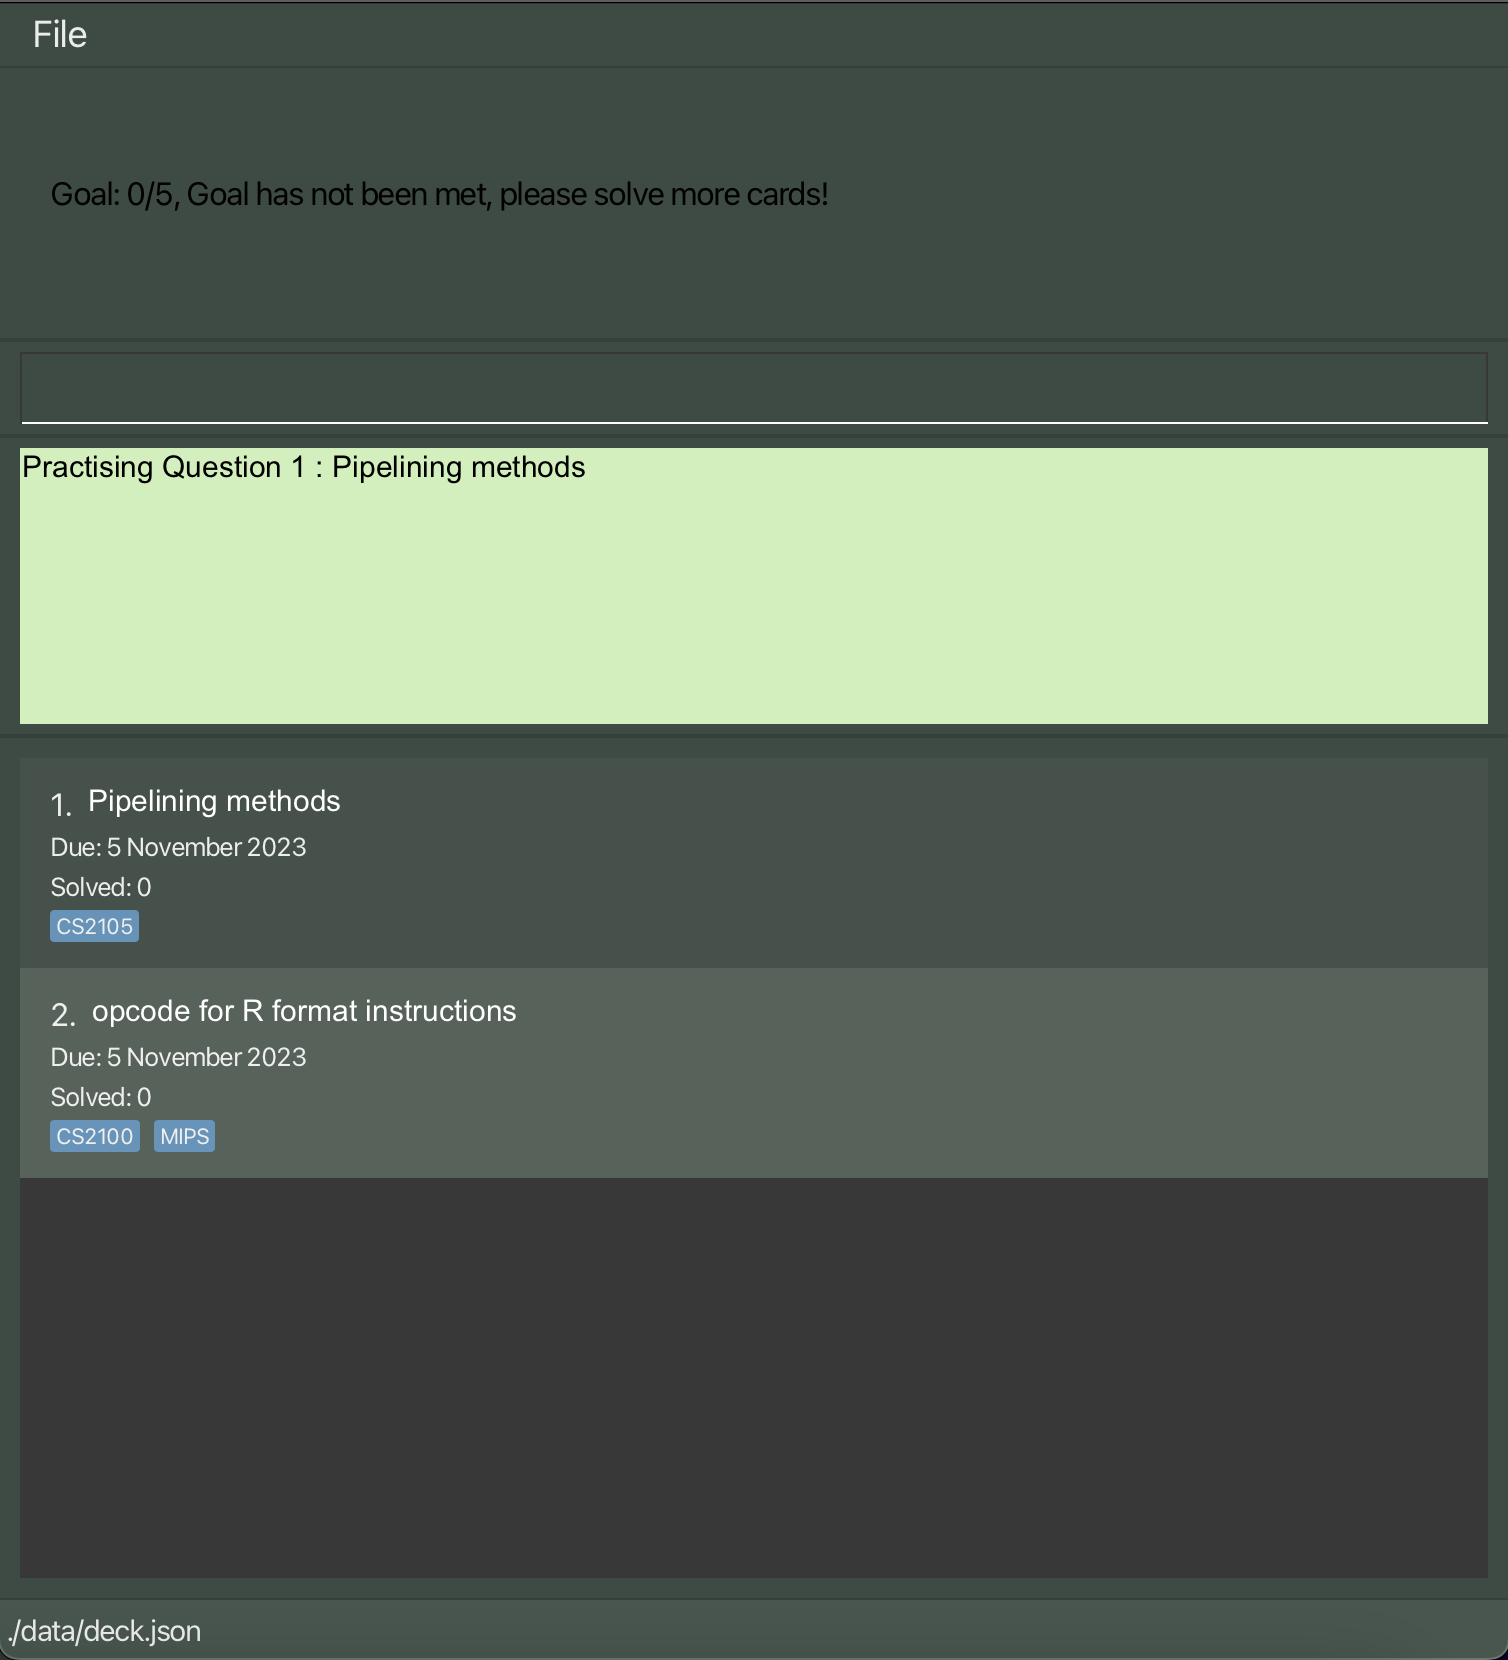 File
Goal: 0/5, Goal has not been met, please solve more cards!
Practising Question 1 : Pipelining methods
1. Pipelining methods
Due: 5 November 2023
Solved: 0
CS2105
2. opcode for R format instructions
Due: 5 November 2023
Solved: 0
CS2100 MIPS
./data/deck.json